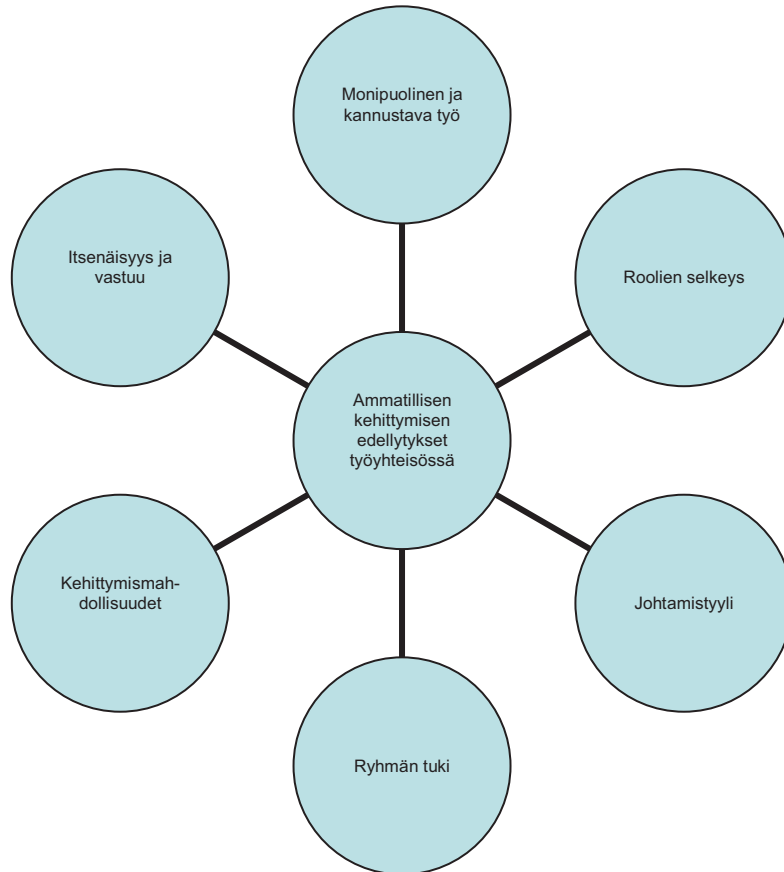 Monipuolinen ja
kannustava työ
Itsenäisyys ja
vastuu
Roolien selkeys
Ammatillisen
kehittymisen
edellytykset
työyhteisössä
Kehittymismah-
dollisuudet
Johtamistyyli
Ryhmän tuki